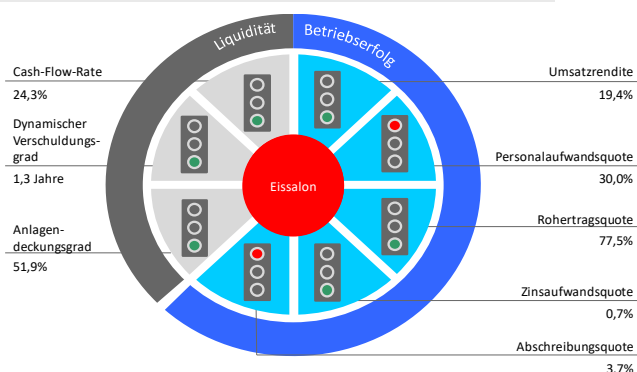 Liquidität
Betriebserfolg
Cash-Flow-Rate
24,3%
Dynamischer
Verschuldungs-
grad
1,3 Jahre
Anlagen-
deckungsgrad
51,9%
Eissalon
Umsatzrendite
19,4%
Personalaufwandsquote
30,0%
Rohertragsquote
77,5%
Zinsaufwandsquote
0,7%
Abschreibungsquote
3,7%